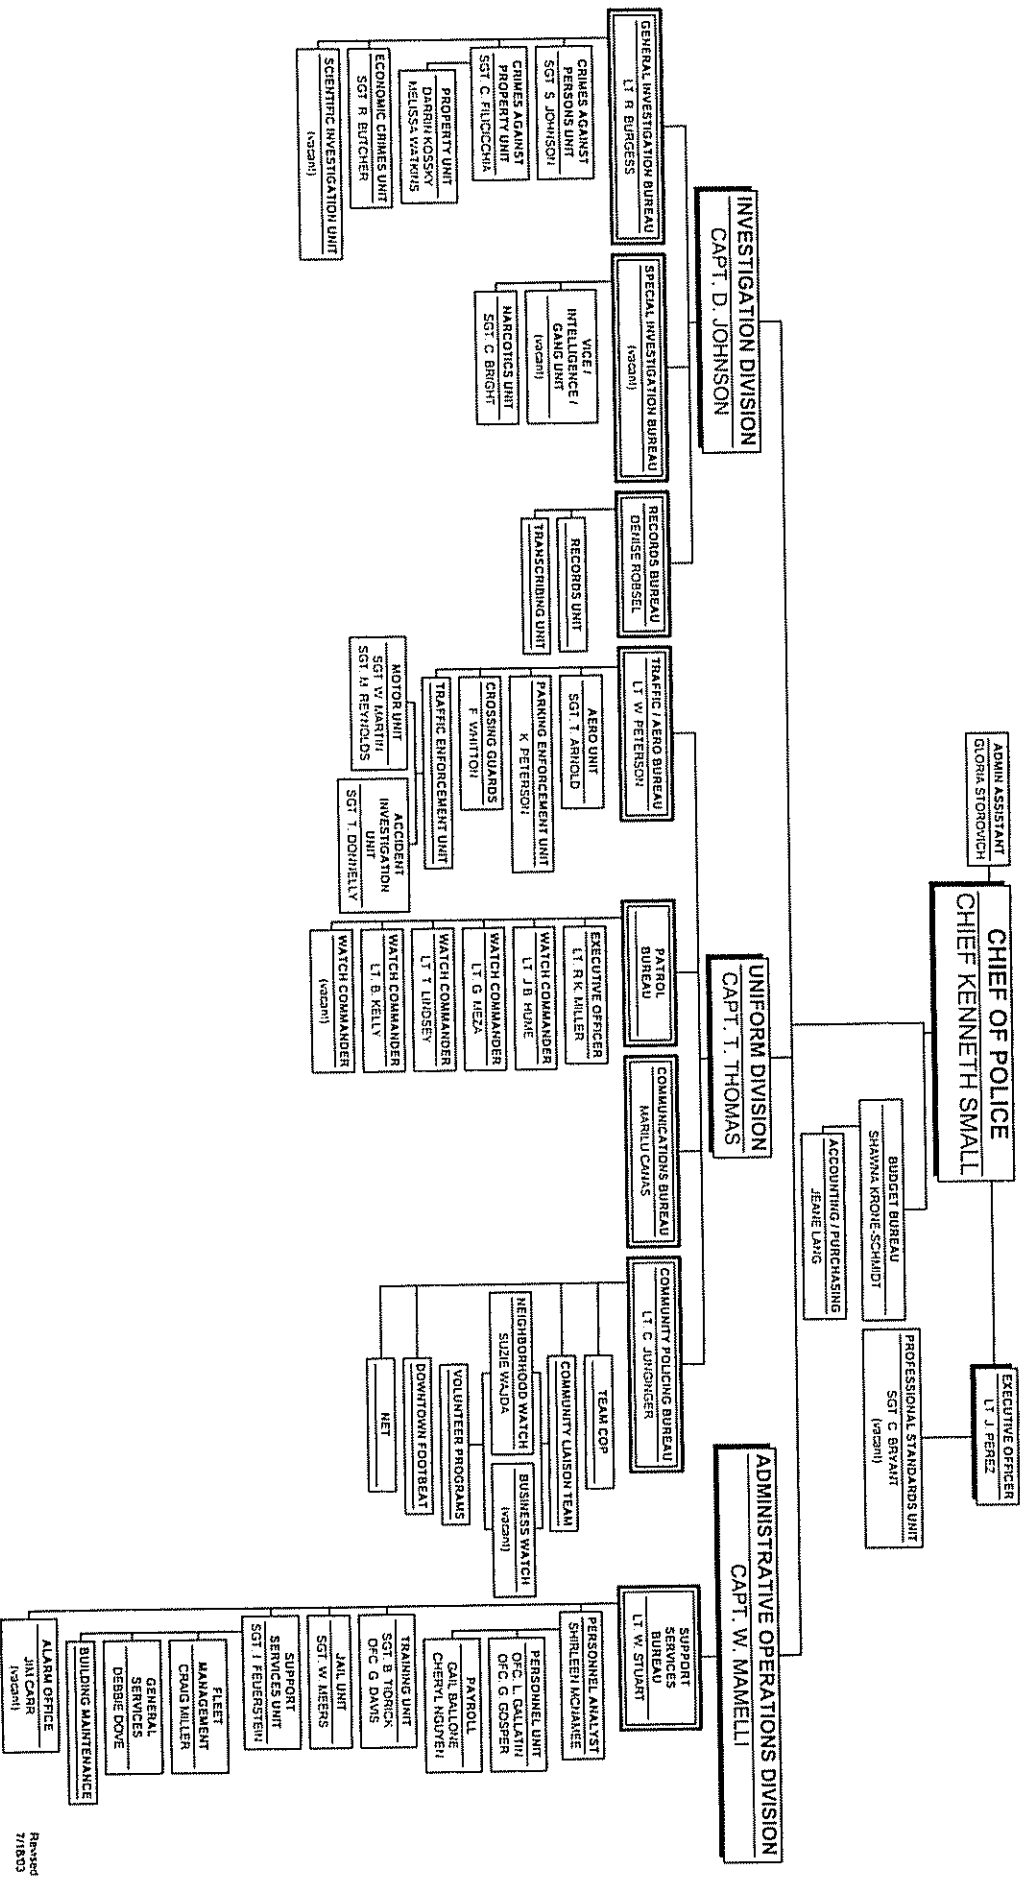 CHIEF OF POLICE
CHIEF KENNETH SMALL
ADMIN ASSISTANT
GLORIA STOROVICH
EXECUTIVE OFFICER
LT. J. PEREZ
BUDGET BUREAU
SHAWNA KRONE-SCHMIDT
ACCOUNTING / PURCHASING
JEANE LANG
PROFESSIONAL STANDARDS UNIT
SGT C. BRYANT
(vacant)
INVESTIGATION DIVISION
CAPT. D. JOHNSON
GENERAL INVESTIGATION BUREAU
LT. R. BURGESS
CRIMES AGAINST
PERSONS UNIT
SGT S JOHNSON
CRIMES AGAINST
PROPERTY UNIT
SGT. C. FILICICCHIA
PROPERTY UNIT
DARRIN KOSSKY
MELISSA WATKINS
ECONOMIC CRIMES UNIT
SGT R. BUTCHER
SCIENTIFIC INVESTIGATION UNIT
(vacant)
SPECIAL INVESTIGATION BUREAU
(vacant)
VICE /
INTELLIGENCE /
GANG UNIT
(vacant)
NARCOTICS UNIT
SGT. C BRIGHT
RECORDS BUREAU
DENISE ROBSEL
RECORDS UNIT
TRANSCRIBING UNIT
UNIFORM DIVISION
CAPT. T. THOMAS
TRAFFIC / AERO BUREAU
LT W. PETERSON
AERO UNIT
SGT. T. ARNOLD
PARKING ENFORCEMENT UNIT
K PETERSON
CROSSING GUARDS
F WHITTON
TRAFFIC ENFORCEMENT UNIT
MOTOR UNIT
SGT W. MARTIN
SGT. M. REYNOLDS
ACCIDENT
INVESTIGATION
UNIT
SGT T. DONNELLY
PATROL
BUREAU
EXECUTIVE OFFICER
LT. R.K. MILLER
WATCH COMMANDER
LT J.B. HUME
WATCH COMMANDER
LT. G. MEZA
WATCH COMMANDER
LT T LINDSEY
WATCH COMMANDER
LT. B. KELLY
WATCH COMMANDER
(vacant)
COMMUNICATIONS BUREAU
MARILU CANAS
COMMUNITY POLICING BUREAU
LT C. JUNGINGER
TEAM COP
COMMUNITY LIAISON TEAM
NEIGHBORHOOD WATCH
SUZIE WAJDA
BUSINESS WATCH
(vacant)
VOLUNTEER PROGRAMS
DOWNTOWN FOOTBEAT
NET
ADMINISTRATIVE OPERATIONS DIVISION
CAPT. W. MAMELLI
SUPPORT
SERVICES
BUREAU
LT W. STUART
PERSONNEL ANALYST
SHIRLEEN MCNAMEE
PERSONNEL UNIT
OFC. L. GALLATIN
OFC. G. GOSPER
PAYROLL
GAIL BALLONE
CHERYL NGUYEN
TRAINING UNIT
SGT. B TIDRICK
OFC G DAVIS
JAIL UNIT
SGT. W. MEERS
SUPPORT
SERVICES UNIT
SGT. I FEUERSTEIN
FLEET
MANAGEMENT
CRAIG MILLER
GENERAL
SERVICES
DEBBIE DOVE
BUILDING MAINTENANCE
ALARM OFFICE
JIM CARR
(vacant)
Revised
7/18/03